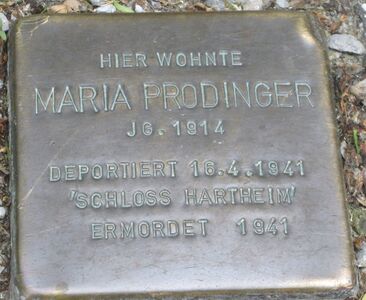 HIER WOHNTE
MARIA PRODINGER
JG. 1914
DEPORTIERT 16.4.1941
'SCHLOSS HARTHEIM'
ERMORDET 1941